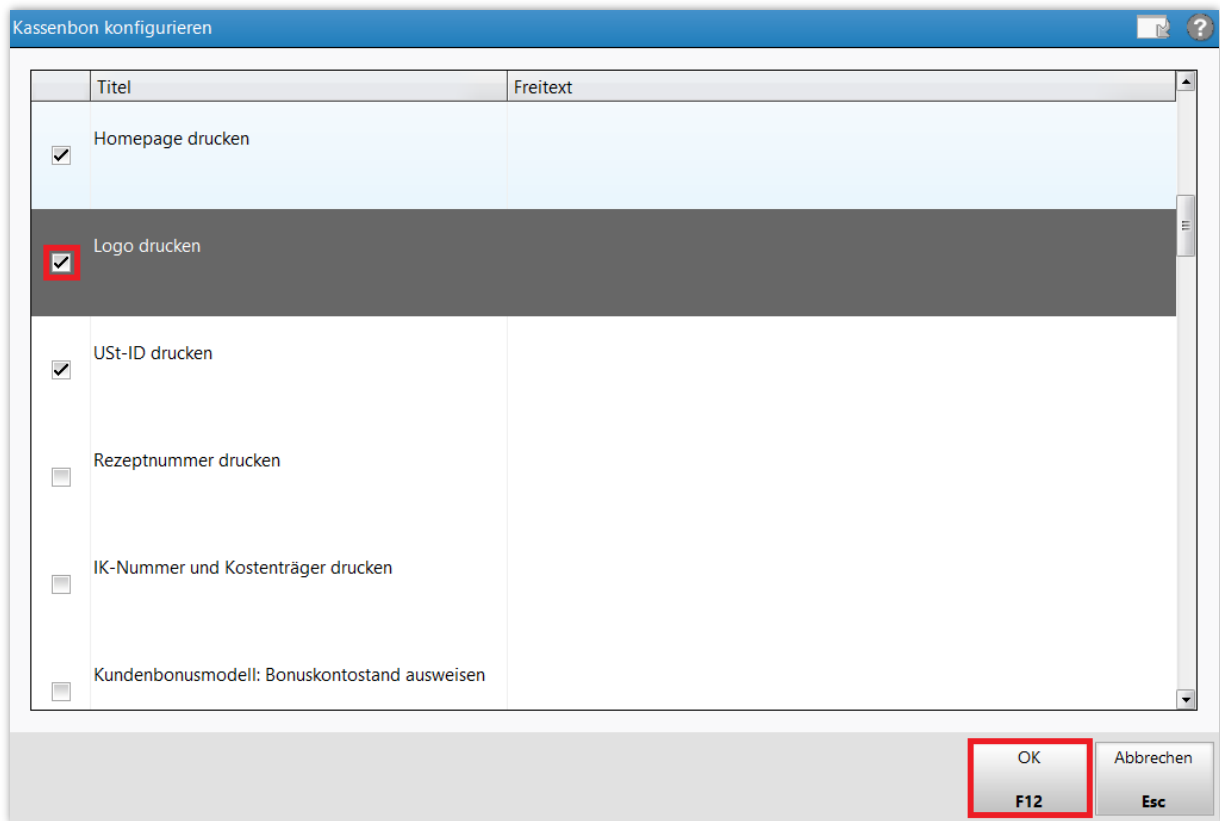 Kassenbon konfigurieren
?
Titel Freitext
Homepage drucken
Logo drucken
USt-ID drucken
Rezeptnummer drucken
IK-Nummer und Kostenträger drucken
Kundenbonusmodell: Bonuskontostand ausweisen
OK Abbrechen
F12 Esc